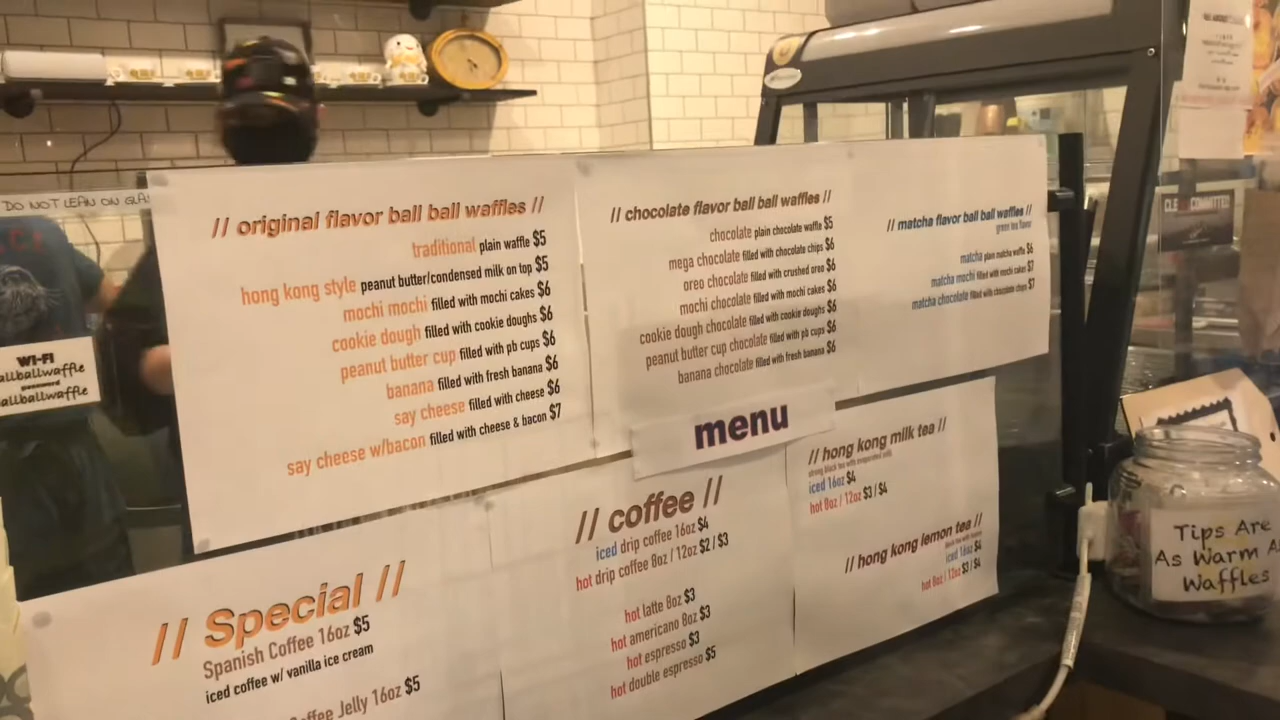 DO NOT LEAN ON GLA
WI-FI
allballwaffle
password
allballwaffle
// original flavor ball ball waffles //
traditional plain waffle $5
hong kong style peanut butter/condensed milk on top $5
mochi mochi filled with mochi cakes $6
cookie dough filled with cookie doughs $6
peanut butter cup filled with pb cups $6
banana filled with fresh banana $6
say cheese filled with cheese $6
say cheese w/bacon filled with cheese & bacon $7
// chocolate flavor ball ball waffles //
chocolate plain chocolate waffle $5
mega chocolate filled with chocolate chips $6
oreo chocolate filled with crushed oreo $6
mochi chocolate filled with mochi cakes $6
cookie dough chocolate filled with cookie doughs $6
peanut butter cup chocolate filled with pb cups $6
banana chocolate filled with fresh banana $6
// matcha flavor ball ball waffles //
green tea flavor
matcha plain matcha waffle $6
matcha mochi filled with mochi cakes $7
matcha chocolate filled with chocolate chips $7
menu
// Special //
Spanish Coffee 16oz $5
iced coffee w/ vanilla ice cream
Coffee Jelly 16oz $5
// coffee //
iced drip coffee 16oz $4
hot drip coffee 8oz / 12oz $2 / $3
hot latte 8oz $3
hot americano 8oz $3
hot espresso $3
hot double espresso $5
// hong kong milk tea //
strong black tea with evaporated milk
iced 16oz $4
hot 8oz / 12oz $3 / $4
// hong kong lemon tea //
iced 16oz $4
hot 8oz / 12oz $3 / $4
Tips Are
As Warm As
Waffles